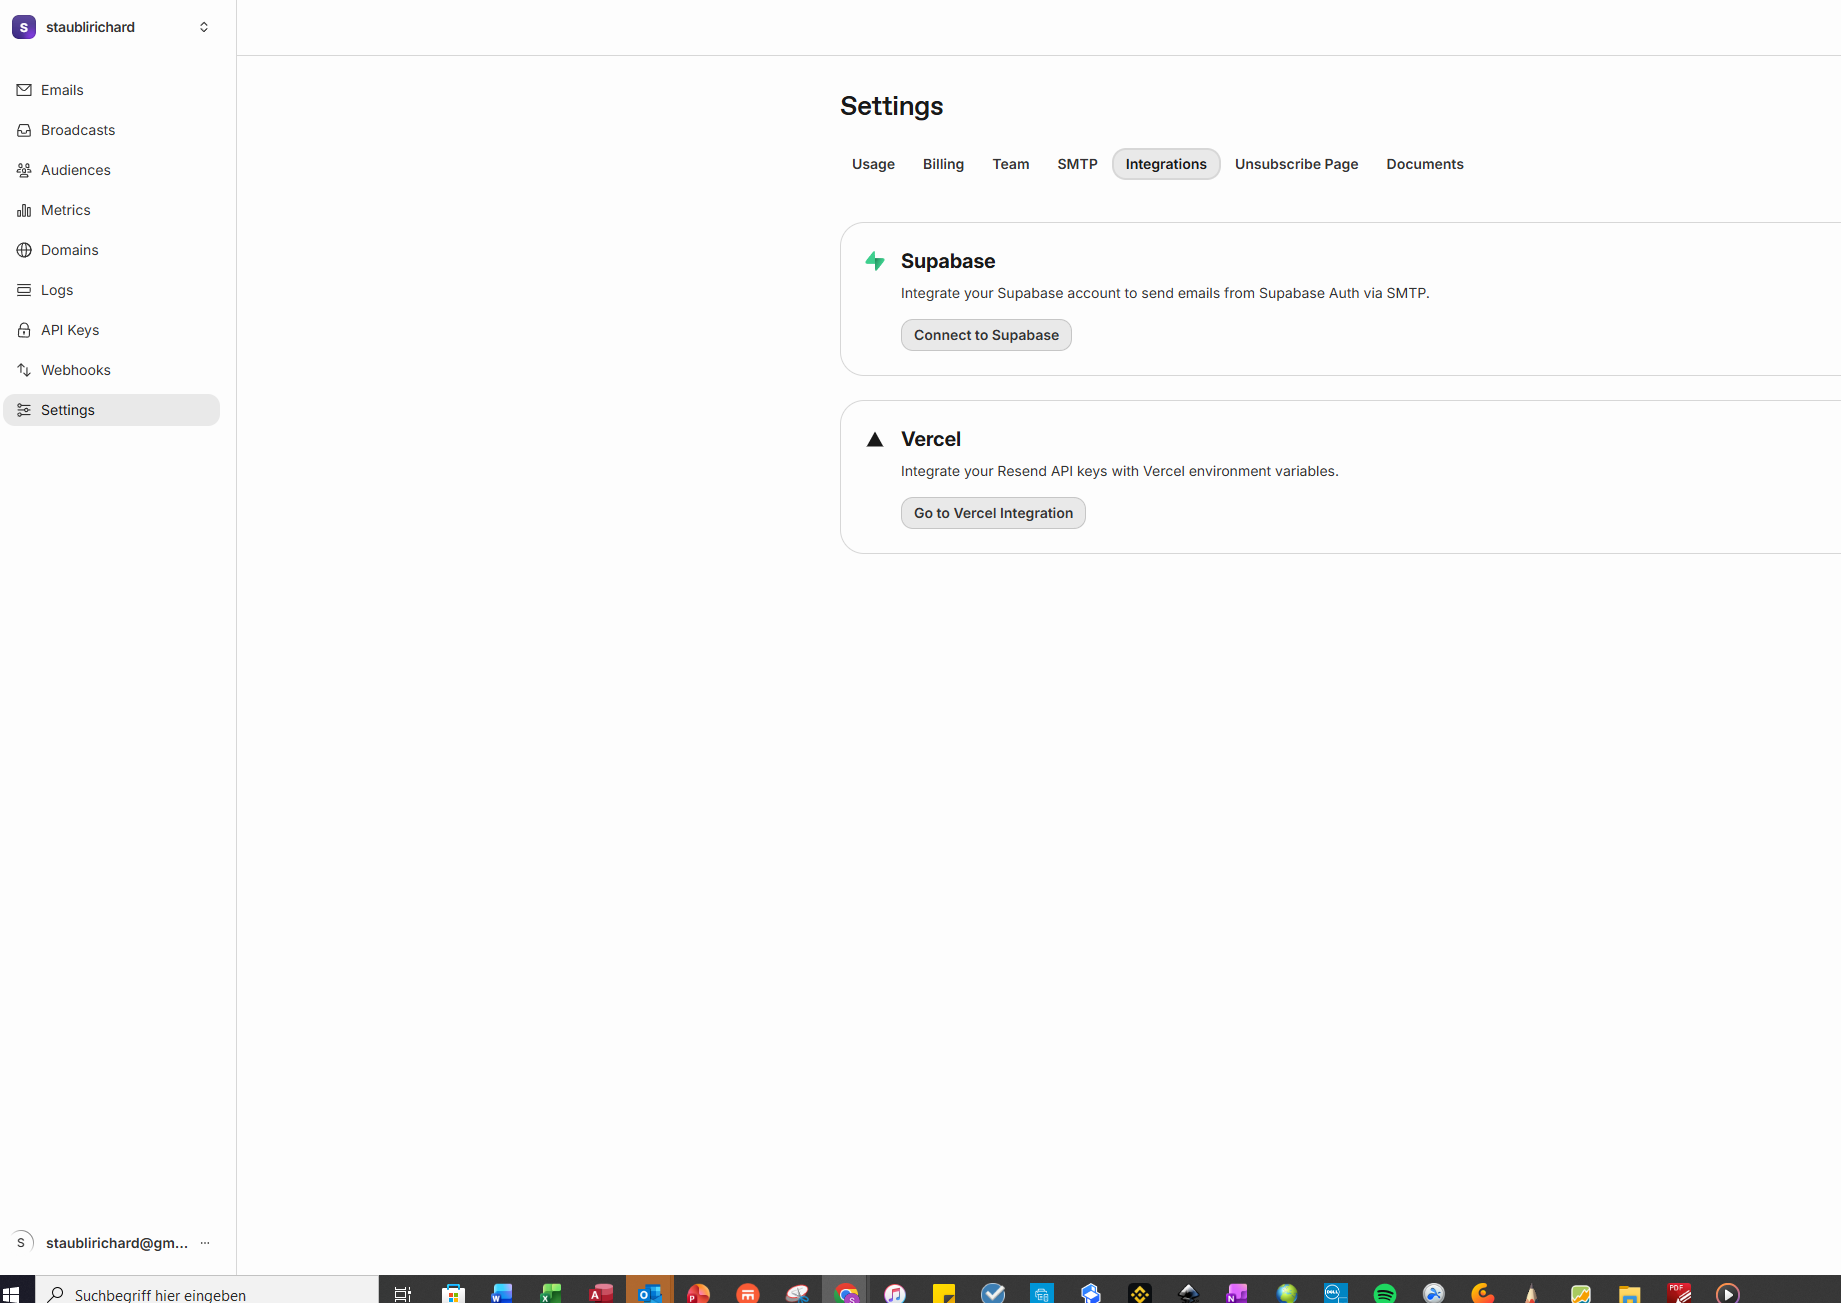 S staublirichard
Emails
Broadcasts
Audiences
Metrics
Domains
Logs
API Keys
Webhooks
Settings
Settings
Usage Billing Team SMTP Integrations Unsubscribe Page Documents
Supabase
Integrate your Supabase account to send emails from Supabase Auth via SMTP.
Connect to Supabase
Vercel
Integrate your Resend API keys with Vercel environment variables.
Go to Vercel Integration
S staublirichard@gm... ...
Suchbegriff hier eingeben